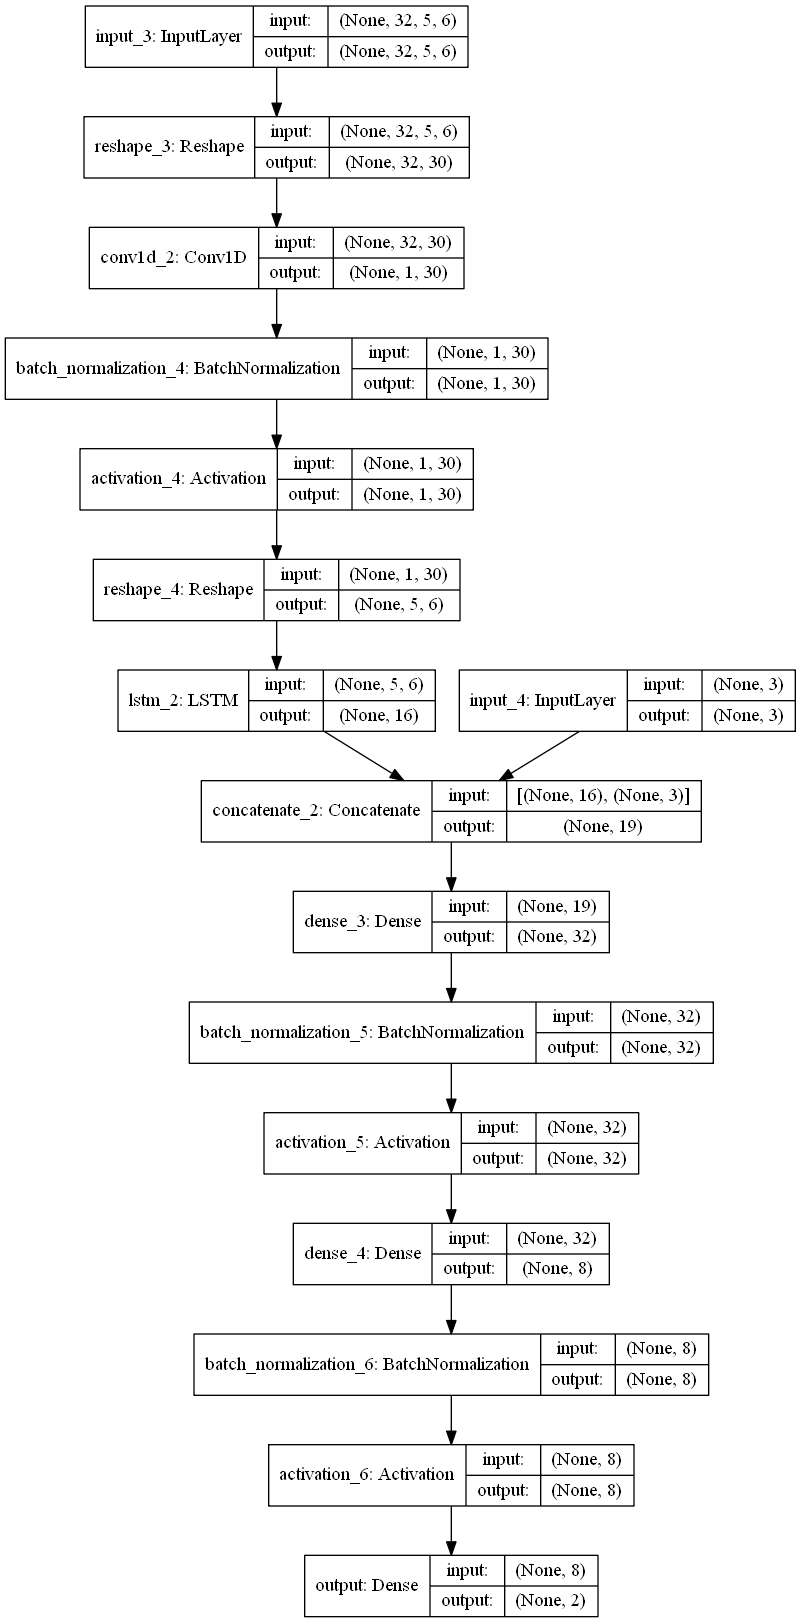 input_3: InputLayer
input: (None, 32, 5, 6)
output: (None, 32, 5, 6)
reshape_3: Reshape
input: (None, 32, 5, 6)
output: (None, 32, 30)
conv1d_2: Conv1D
input: (None, 32, 30)
output: (None, 1, 30)
batch_normalization_4: BatchNormalization
input: (None, 1, 30)
output: (None, 1, 30)
activation_4: Activation
input: (None, 1, 30)
output: (None, 1, 30)
reshape_4: Reshape
input: (None, 1, 30)
output: (None, 5, 6)
lstm_2: LSTM
input: (None, 5, 6)
output: (None, 16)
input_4: InputLayer
input: (None, 3)
output: (None, 3)
concatenate_2: Concatenate
input: [(None, 16), (None, 3)]
output: (None, 19)
dense_3: Dense
input: (None, 19)
output: (None, 32)
batch_normalization_5: BatchNormalization
input: (None, 32)
output: (None, 32)
activation_5: Activation
input: (None, 32)
output: (None, 32)
dense_4: Dense
input: (None, 32)
output: (None, 8)
batch_normalization_6: BatchNormalization
input: (None, 8)
output: (None, 8)
activation_6: Activation
input: (None, 8)
output: (None, 8)
output: Dense
input: (None, 8)
output: (None, 2)